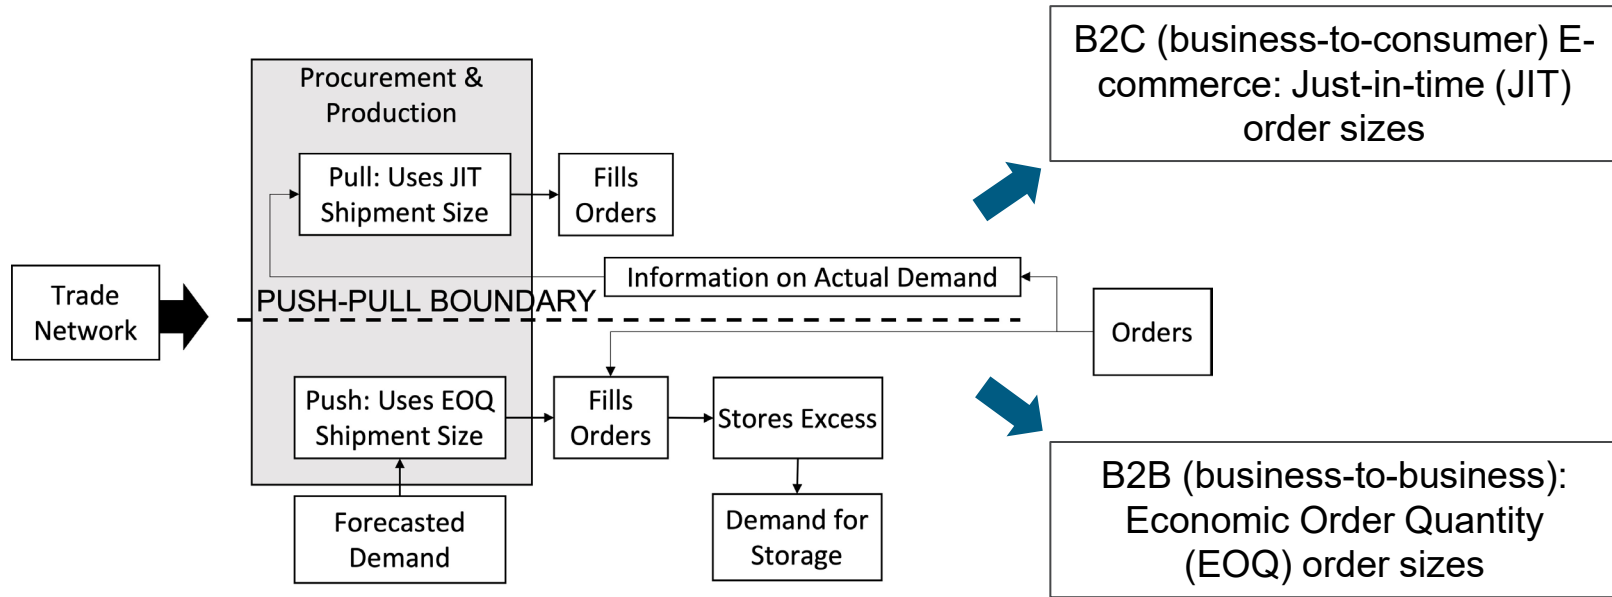 B2C (business-to-consumer) E-
commerce: Just-in-time (JIT)
order sizes
Procurement &
Production
Pull: Uses JIT
Shipment Size
Fills
Orders
Information on Actual Demand
Trade
Network
PUSH-PULL BOUNDARY
Orders
Push: Uses EOQ
Shipment Size
Fills
Orders
Stores Excess
Forecasted
Demand
Demand for
Storage
B2B (business-to-business):
Economic Order Quantity
(EOQ) order sizes